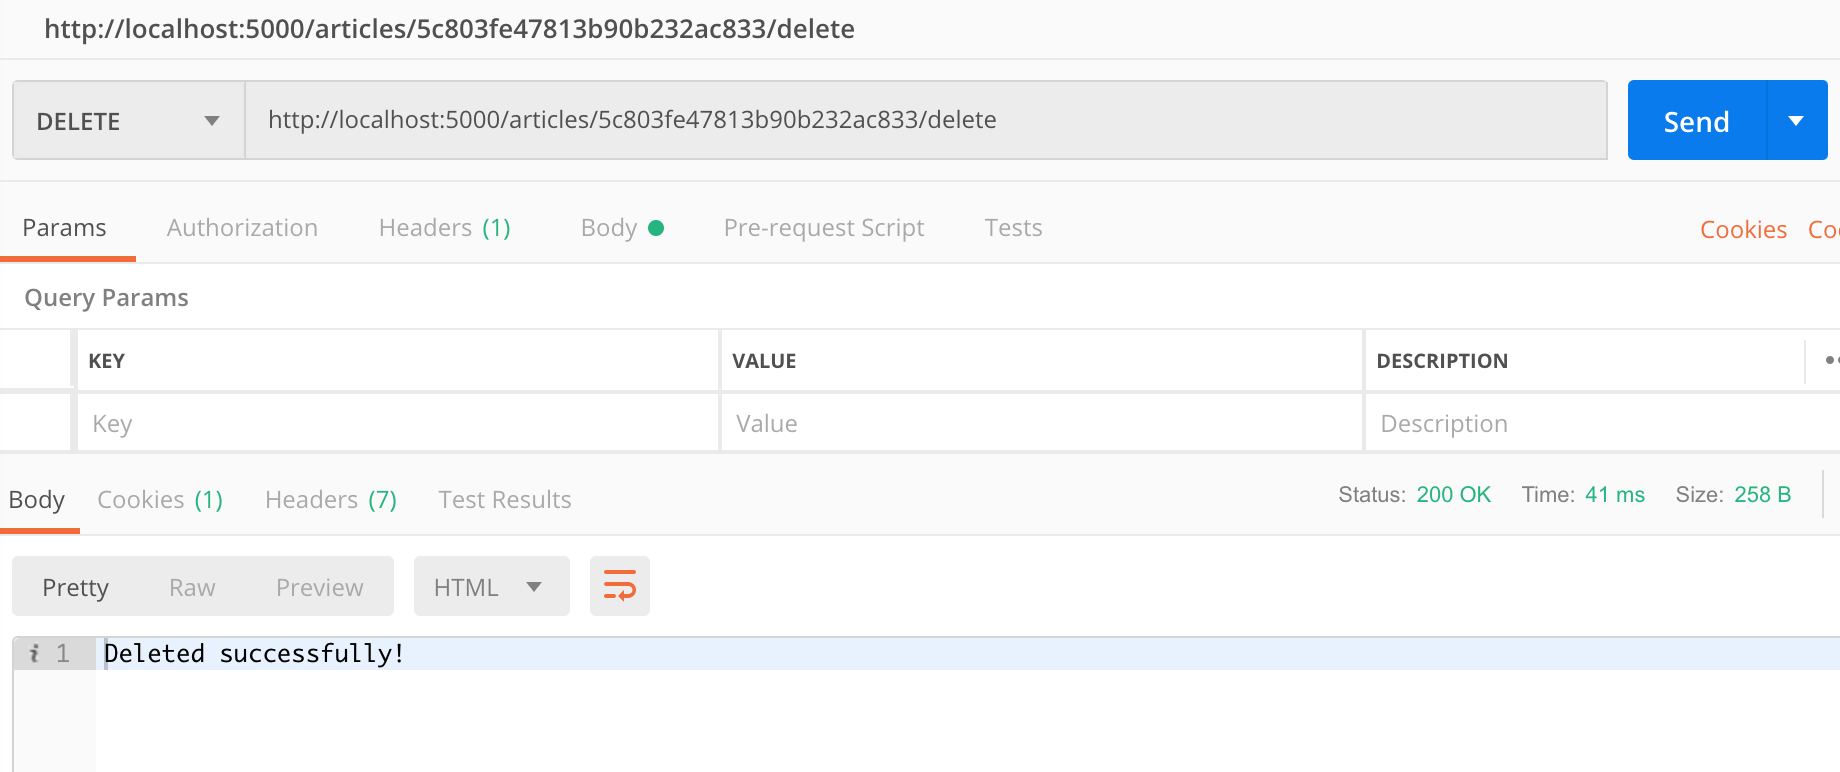 http://localhost:5000/articles/5c803fe47813b90b232ac833/delete
DELETE http://localhost:5000/articles/5c803fe47813b90b232ac833/delete Send
Params Authorization Headers (1) Body Pre-request Script Tests Cookies
Query Params
KEY VALUE DESCRIPTION
Key Value Description
Body Cookies (1) Headers (7) Test Results Status: 200 OK Time: 41 ms Size: 258 B
Pretty Raw Preview HTML
i 1 Deleted successfully!